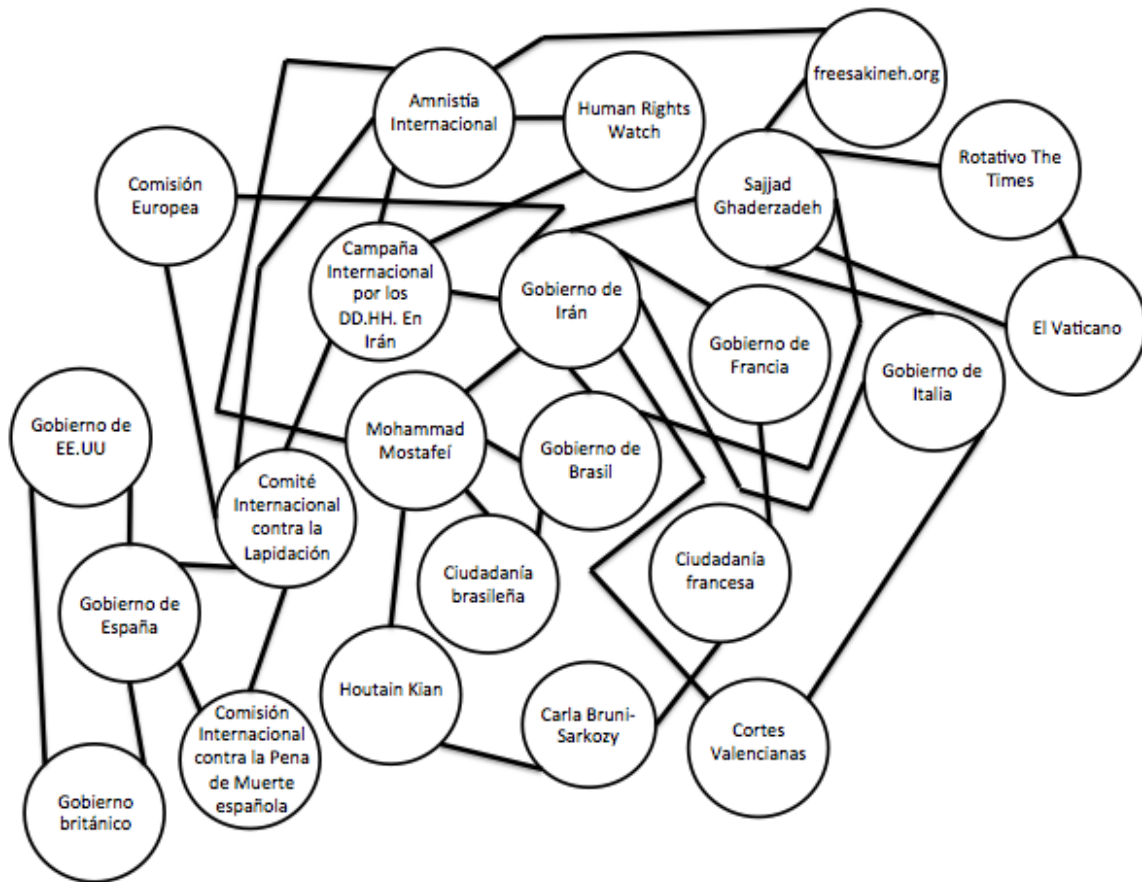 freesakineh.org
Amnistía
Internacional
Human Rights
Watch
Rotativo The
Times
Comisión
Europea
Sajjad
Ghaderzadeh
Campaña
Internacional
por los
DD.HH. En
Irán
Gobierno de
Irán
El Vaticano
Gobierno de
Francia
Gobierno de
Italia
Gobierno de
EE.UU
Mohammad
Mostafeí
Gobierno de
Brasil
Comité
Internacional
contra la
Lapidación
Ciudadanía
brasileña
Ciudadanía
francesa
Gobierno de
España
Houtain Kian
Carla Bruni-
Sarkozy
Cortes
Valencianas
Comisión
Internacional
contra la Pena
de Muerte
española
Gobierno
británico